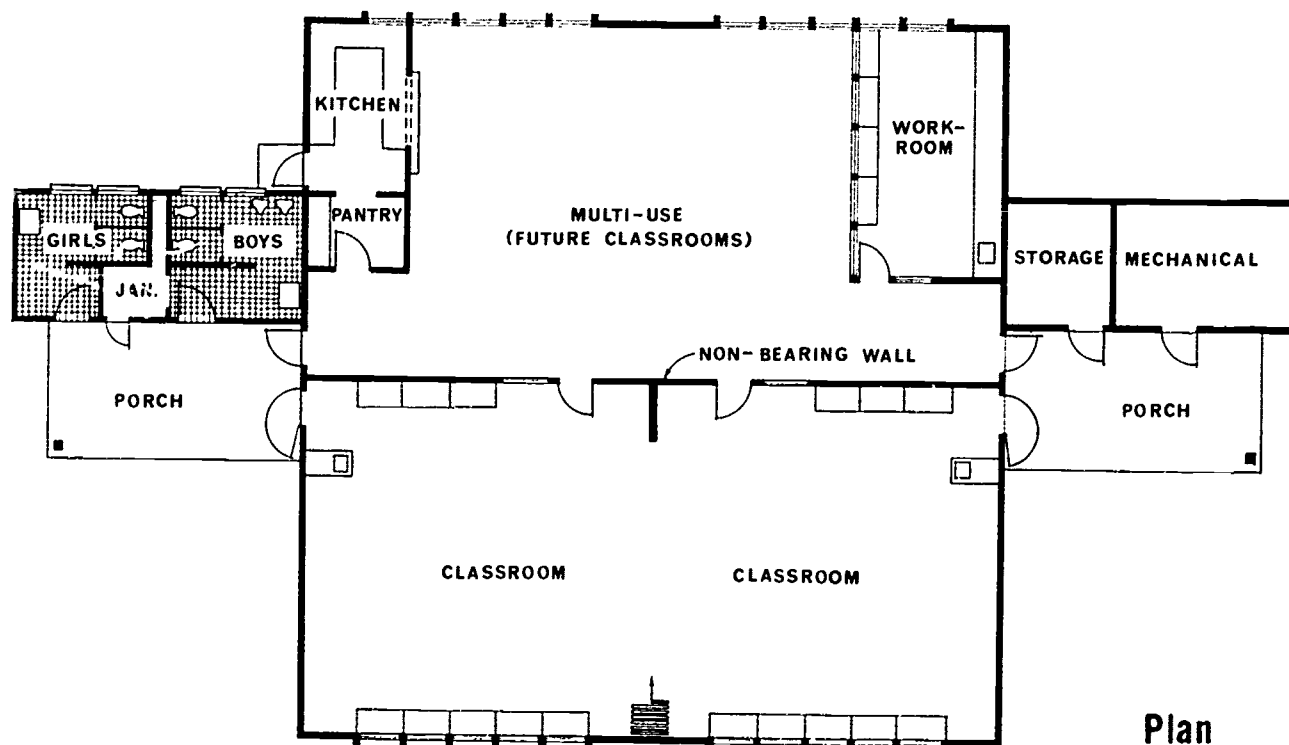 KITCHEN
WORK-
ROOM
PANTRY
MULTI-USE
(FUTURE CLASSROOMS)
GIRLS
BOYS
STORAGE
MECHANICAL
JAN.
NON-BEARING WALL
PORCH
PORCH
CLASSROOM
CLASSROOM
Plan